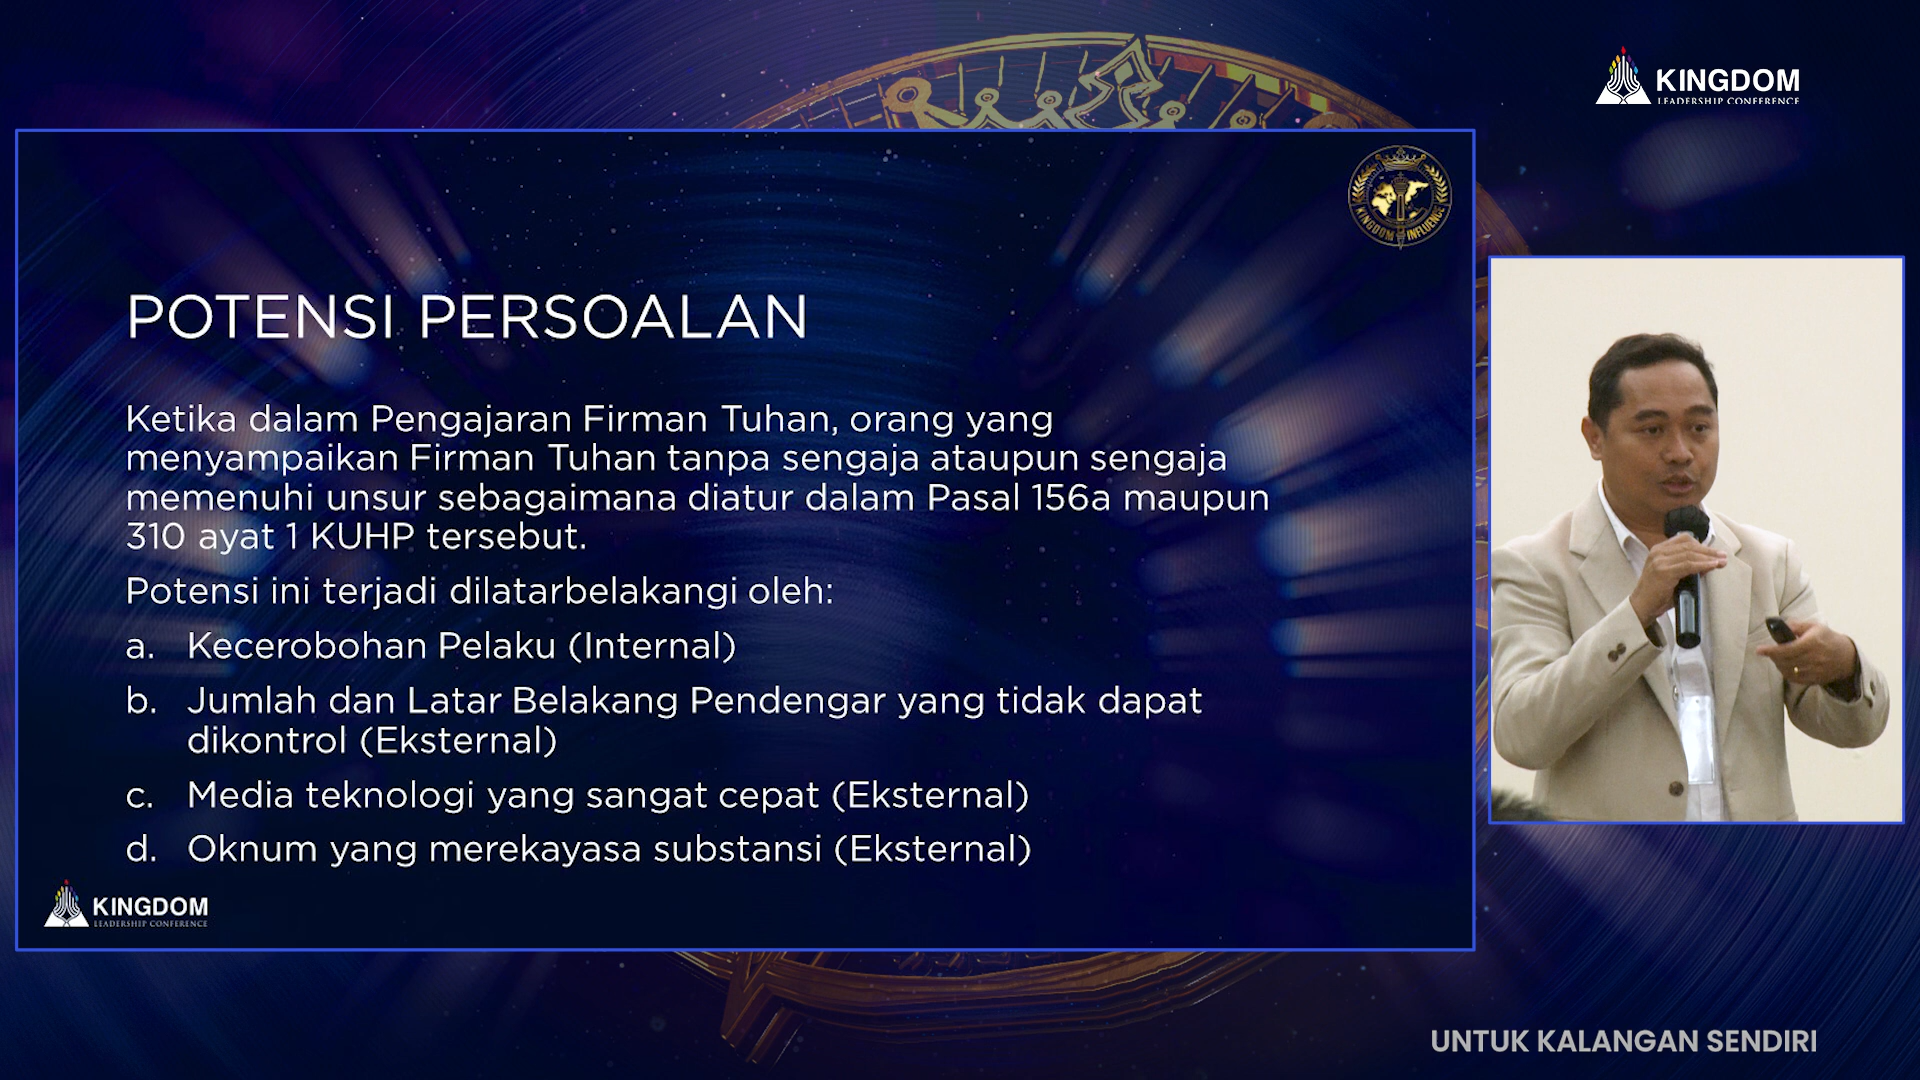 KINGDOM
LEADERSHIP CONFERENCE
KINGDOM INFLUENCE
POTENSI PERSOALAN
Ketika dalam Pengajaran Firman Tuhan, orang yang
menyampaikan Firman Tuhan tanpa sengaja ataupun sengaja
memenuhi unsur sebagaimana diatur dalam Pasal 156a maupun
310 ayat 1 KUHP tersebut.
Potensi ini terjadi dilatarbelakangi oleh:
a. Kecerobohan Pelaku (Internal)
b. Jumlah dan Latar Belakang Pendengar yang tidak dapat
dikontrol (Eksternal)
c. Media teknologi yang sangat cepat (Eksternal)
d. Oknum yang merekayasa substansi (Eksternal)
KINGDOM
LEADERSHIP CONFERENCE
UNTUK KALANGAN SENDIRI